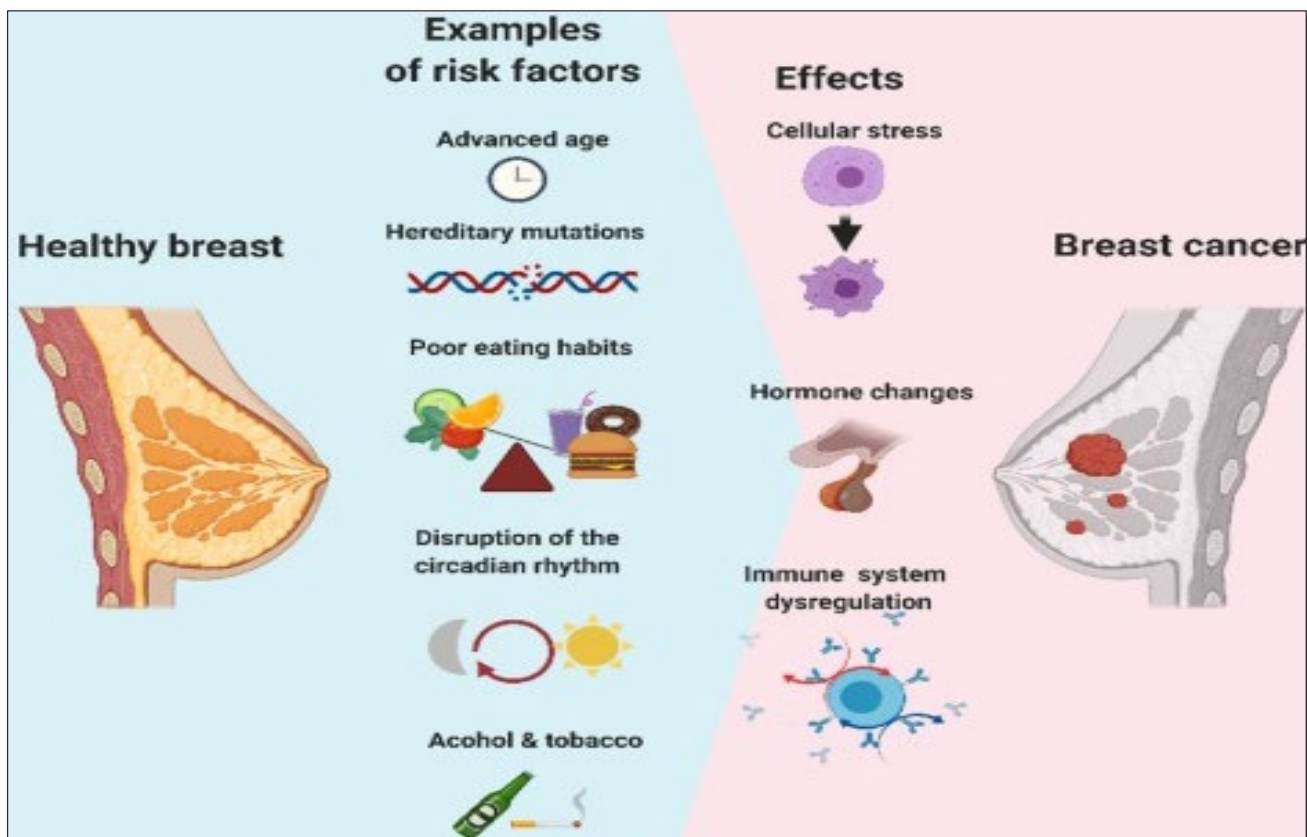 Examples
of risk factors
Effects
Advanced age
Cellular stress
Hereditary mutations
Healthy breast
Breast cancer
Poor eating habits
Hormone changes
Disruption of the
circadian rhythm
Immune system
dysregulation
Acohol & tobacco